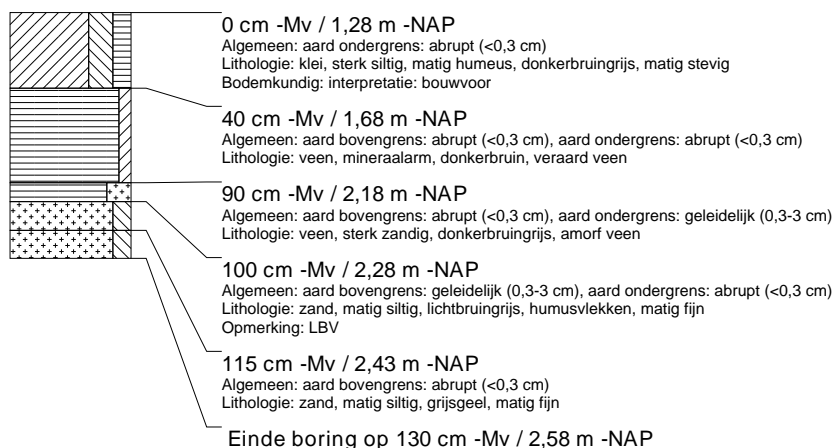 0 cm -Mv / 1,28 m -NAP
Algemeen: aard ondergrens: abrupt (<0,3 cm)
Lithologie: klei, sterk siltig, matig humeus, donkerbruingrijs, matig stevig
Bodemkundig: interpretatie: bouwvoor
40 cm -Mv / 1,68 m -NAP
Algemeen: aard bovengrens: abrupt (<0,3 cm), aard ondergrens: abrupt (<0,3 cm)
Lithologie: veen, mineraalarm, donkerbruin, veraard veen
90 cm -Mv / 2,18 m -NAP
Algemeen: aard bovengrens: abrupt (<0,3 cm), aard ondergrens: geleidelijk (0,3-3 cm)
Lithologie: veen, sterk zandig, donkerbruingrijs, amorf veen
100 cm -Mv / 2,28 m -NAP
Algemeen: aard bovengrens: geleidelijk (0,3-3 cm), aard ondergrens: abrupt (<0,3 cm)
Lithologie: zand, matig siltig, lichtbruingrijs, humusvlekken, matig fijn
Opmerking: LBV
115 cm -Mv / 2,43 m -NAP
Algemeen: aard bovengrens: abrupt (<0,3 cm)
Lithologie: zand, matig siltig, grijsgeel, matig fijn
Einde boring op 130 cm -Mv / 2,58 m -NAP